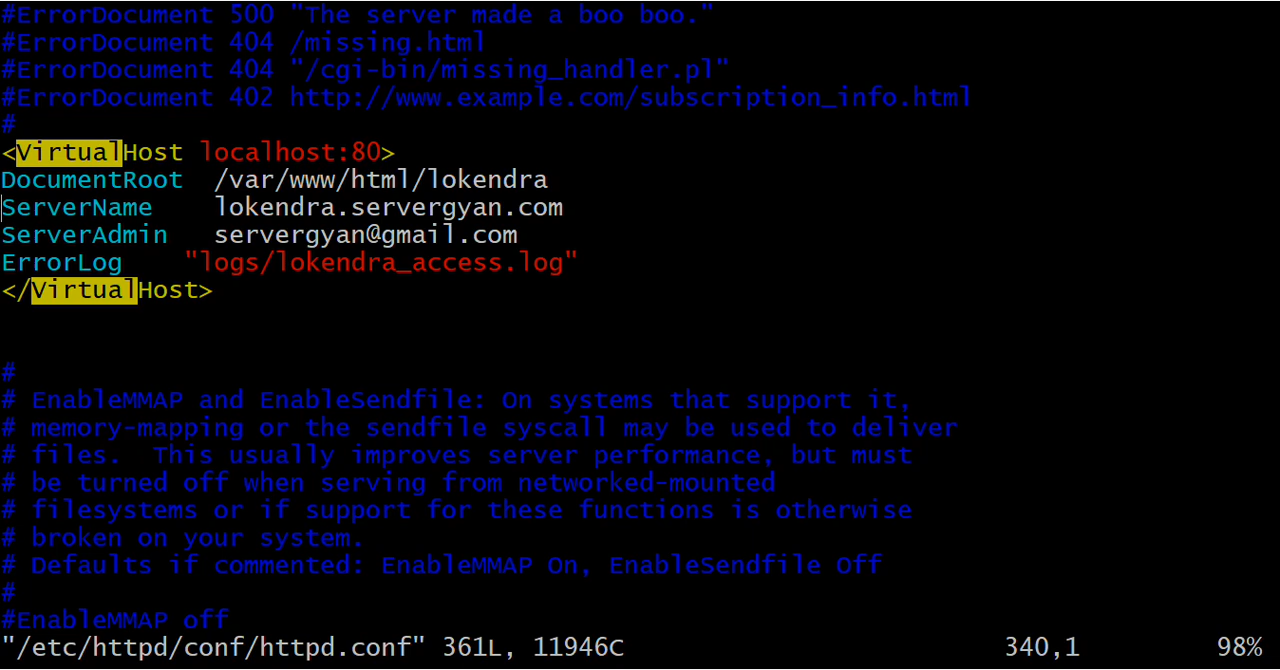 #ErrorDocument 500 "The server made a boo boo."
#ErrorDocument 404 /missing.html
#ErrorDocument 404 "/cgi-bin/missing_handler.pl"
#ErrorDocument 402 http://www.example.com/subscription_info.html
#
<VirtualHost localhost:80>
DocumentRoot  /var/www/html/lokendra
ServerName    lokendra.servergyan.com
ServerAdmin   servergyan@gmail.com
ErrorLog    "logs/lokendra_access.log"
</VirtualHost>
#
# EnableMMAP and EnableSendfile: On systems that support it,
# memory-mapping or the sendfile syscall may be used to deliver
# files.  This usually improves server performance, but must
# be turned off when serving from networked-mounted
# filesystems or if support for these functions is otherwise
# broken on your system.
# Defaults if commented: EnableMMAP On, EnableSendfile Off
#
#EnableMMAP off
"/etc/httpd/conf/httpd.conf" 361L, 11946C 340,1 98%